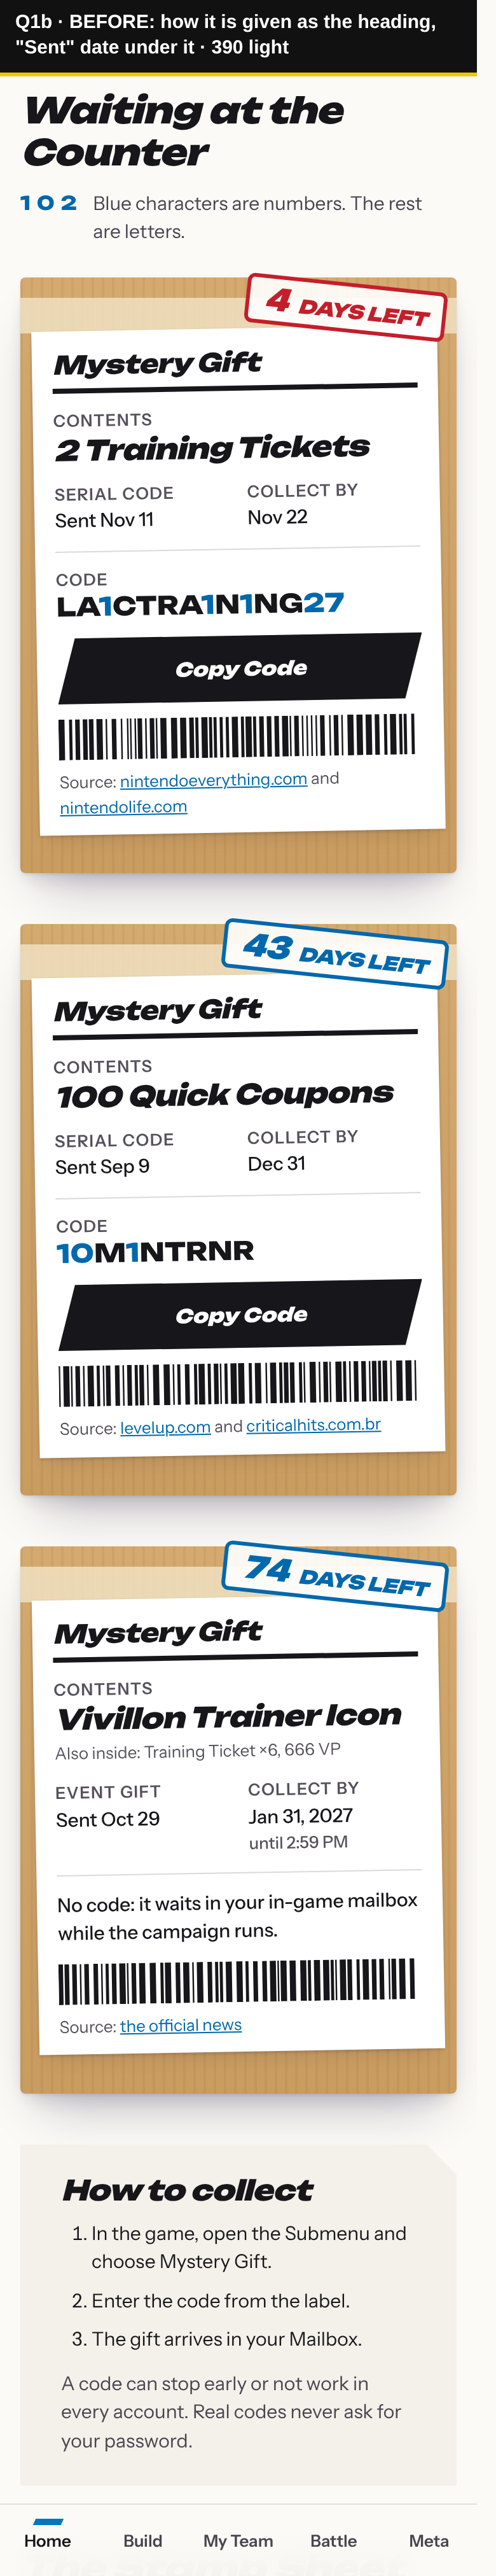 Q1b · BEFORE: how it is given as the heading,
"Sent" date under it · 390 light
Waiting at the
Counter
1 0 2 Blue characters are numbers. The rest
are letters.
4 DAYS LEFT
Mystery Gift
CONTENTS
2 Training Tickets
SERIAL CODE COLLECT BY
Sent Nov 11 Nov 22
CODE
LA1CTRA1N1NG27
Copy Code
Source: nintendoeverything.com and
nintendolife.com
43 DAYS LEFT
Mystery Gift
CONTENTS
100 Quick Coupons
SERIAL CODE COLLECT BY
Sent Sep 9 Dec 31
CODE
10M1NTRNR
Copy Code
Source: levelup.com and criticalhits.com.br
74 DAYS LEFT
Mystery Gift
CONTENTS
Vivillon Trainer Icon
Also inside: Training Ticket ×6, 666 VP
EVENT GIFT COLLECT BY
Sent Oct 29 Jan 31, 2027
until 2:59 PM
No code: it waits in your in-game mailbox
while the campaign runs.
Source: the official news
How to collect
1. In the game, open the Submenu and
choose Mystery Gift.
2. Enter the code from the label.
3. The gift arrives in your Mailbox.
A code can stop early or not work in
every account. Real codes never ask for
your password.
Home Build My Team Battle Meta